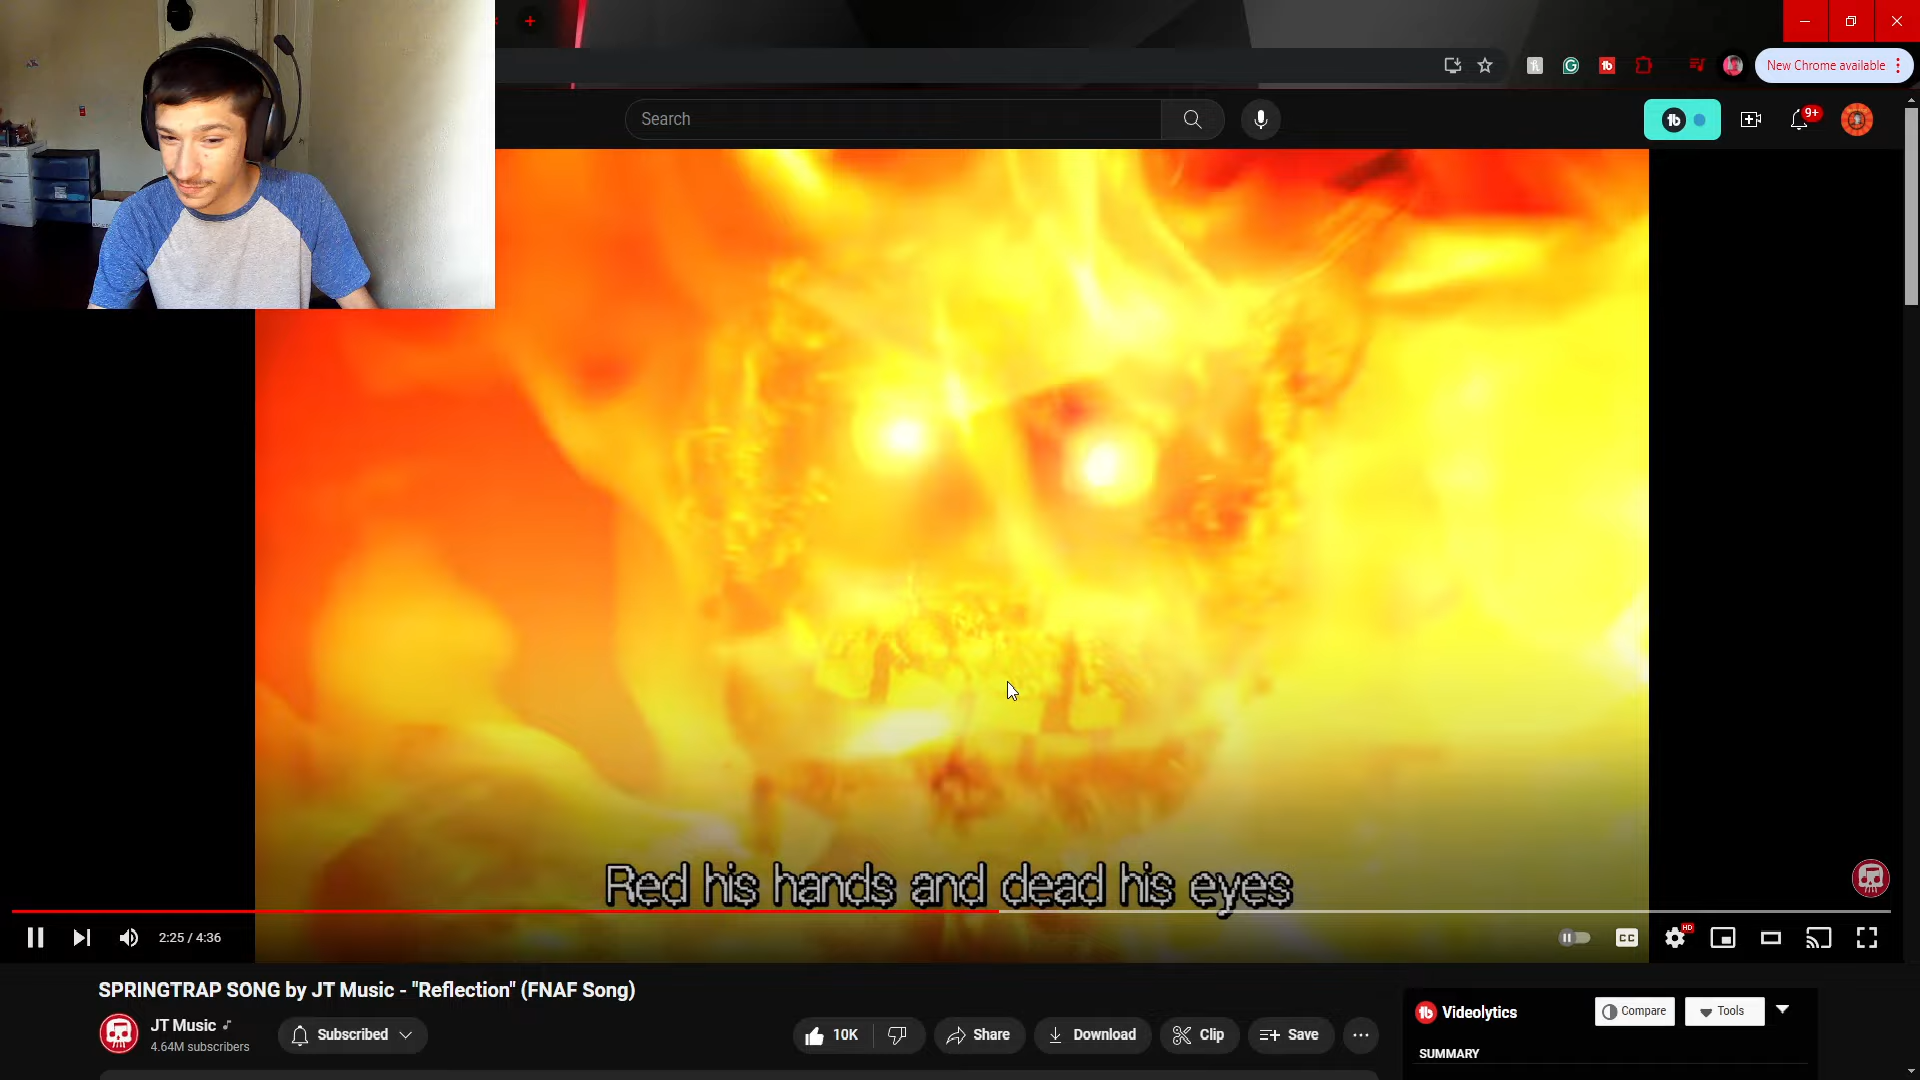 New Chrome available
Search
9+
Red his hands and dead his eyes
2:25 / 4:36
CC
HD
SPRINGTRAP SONG by JT Music - "Reflection" (FNAF Song)
JT Music
4.64M subscribers
Subscribed
10K
Share
Download
Clip
Save
Videolytics
Compare
Tools
SUMMARY